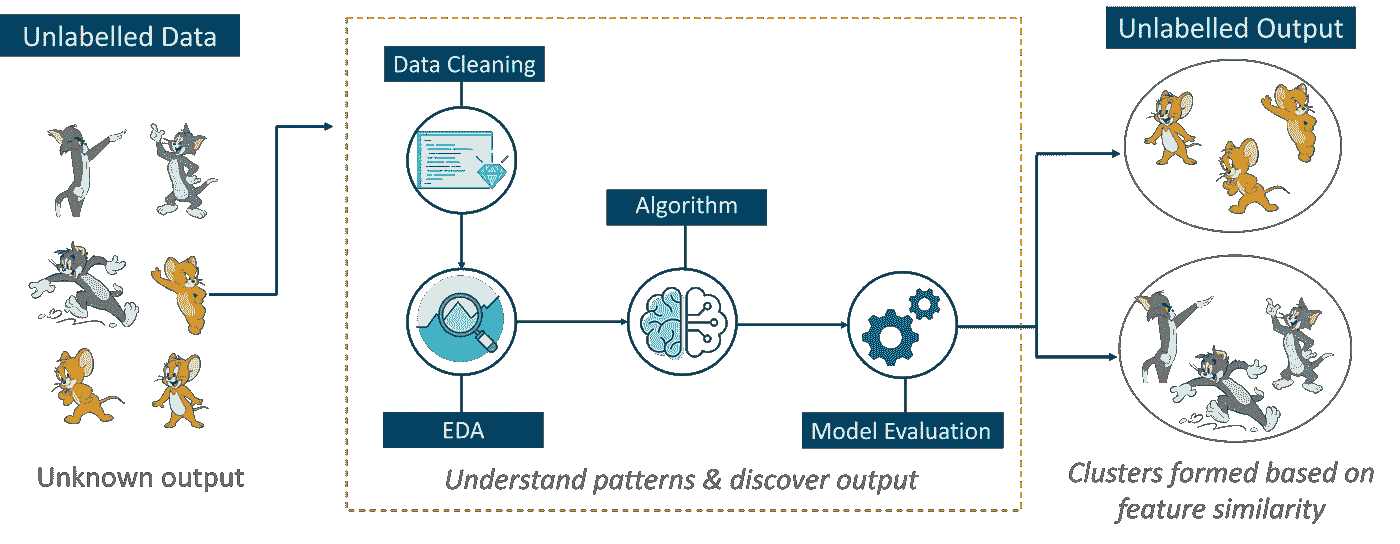 Unlabelled Data
Unknown output
Data Cleaning
EDA
Algorithm
Model Evaluation
Understand patterns & discover output
Unlabelled Output
Clusters formed based on
feature similarity